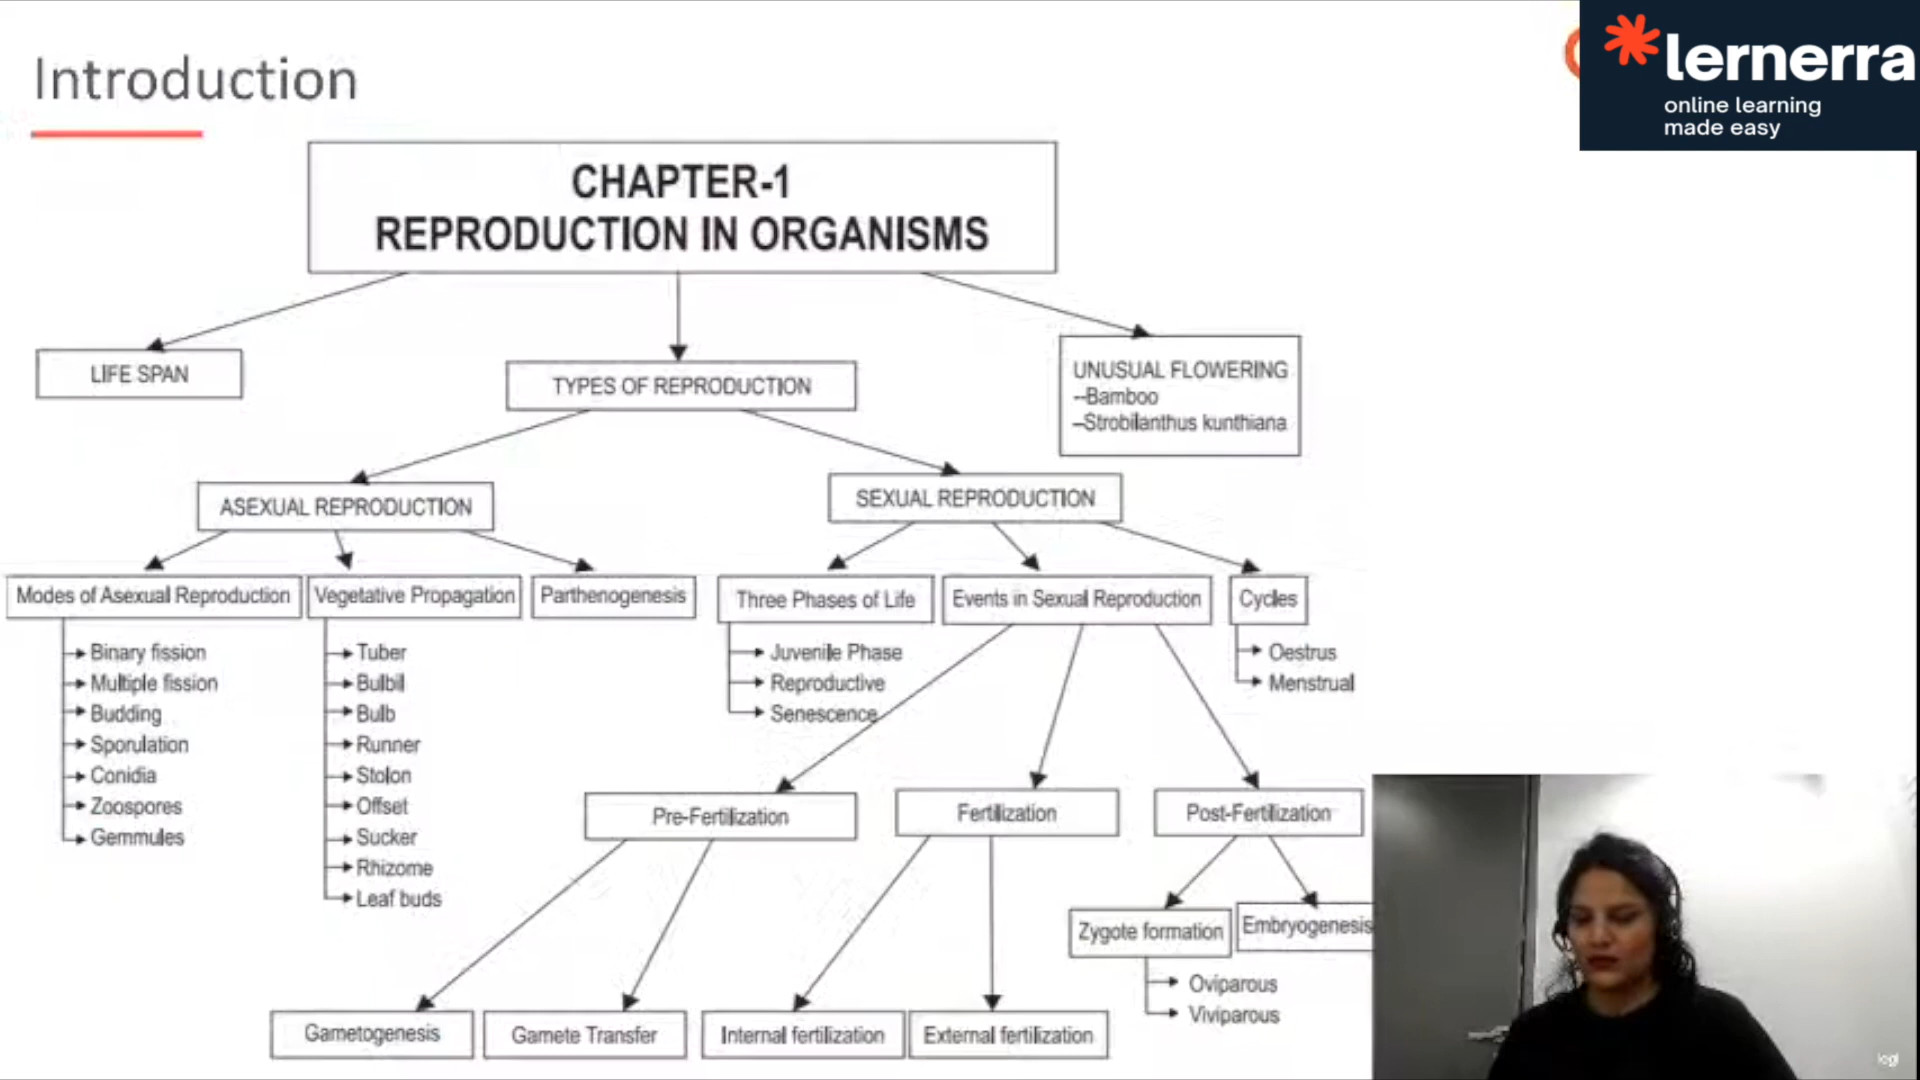 Introduction
lernerra
online learning
made easy
CHAPTER-1
REPRODUCTION IN ORGANISMS
LIFE SPAN
TYPES OF REPRODUCTION
UNUSUAL FLOWERING
--Bamboo
–Strobilanthus kunthiana
ASEXUAL REPRODUCTION
SEXUAL REPRODUCTION
Modes of Asexual Reproduction
Binary fission
Multiple fission
Budding
Sporulation
Conidia
Zoospores
Gemmules
Vegetative Propagation
Tuber
Bulbil
Bulb
Runner
Stolon
Offset
Sucker
Rhizome
Leaf buds
Parthenogenesis
Three Phases of Life
Juvenile Phase
Reproductive
Senescence
Events in Sexual Reproduction
Cycles
Oestrus
Menstrual
Pre-Fertilization
Fertilization
Post-Fertilization
Zygote formation
Embryogenesis
Oviparous
Viviparous
Gametogenesis
Gamete Transfer
Internal fertilization
External fertilization
logi